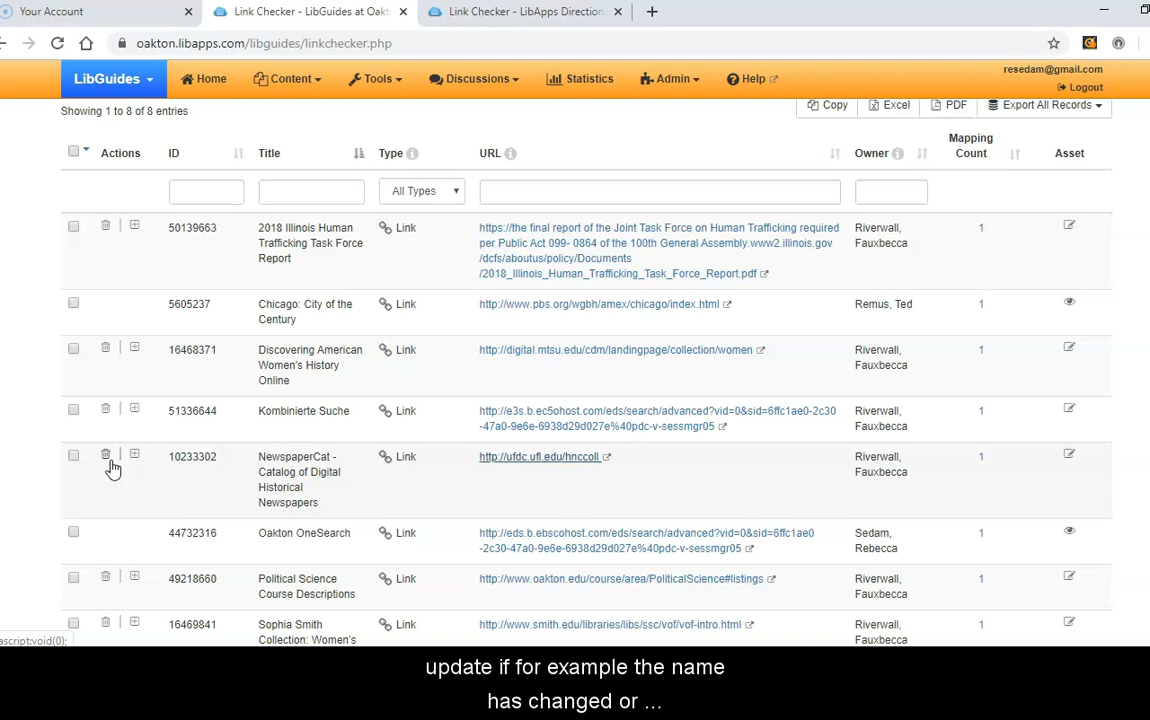 Your Account
Link Checker - LibGuides at Oakt
Link Checker - LibApps Direction
oakton.libapps.com/libguides/linkchecker.php
LibGuides Home Content Tools Discussions Statistics Admin Help
resedam@gmail.com
Logout
Showing 1 to 8 of 8 entries
Copy Excel PDF Export All Records
Actions ID Title Type URL Owner Mapping Count Asset
All Types
50139663 2018 Illinois Human Trafficking Task Force Report Link https://the final report of the Joint Task Force on Human Trafficking required per Public Act 099- 0864 of the 100th General Assembly.www2.illinois.gov /dcfs/aboutus/policy/Documents /2018_Illinois_Human_Trafficking_Task_Force_Report.pdf Riverwall, Fauxbecca 1
5605237 Chicago: City of the Century Link http://www.pbs.org/wgbh/amex/chicago/index.html Remus, Ted 1
16468371 Discovering American Women's History Online Link http://digital.mtsu.edu/cdm/landingpage/collection/women Riverwall, Fauxbecca 1
51336644 Kombinierte Suche Link http://e3s.b.ec5ohost.com/eds/search/advanced?vid=0&sid=6ffc1ae0-2c30 -47a0-9e6e-6938d29d027e%40pdc-v-sessmgr05 Riverwall, Fauxbecca 1
10233302 NewspaperCat - Catalog of Digital Historical Newspapers Link http://ufdc.ufl.edu/hnccoll Riverwall, Fauxbecca 1
44732316 Oakton OneSearch Link http://eds.b.ebscohost.com/eds/search/advanced?vid=0&sid=6ffc1ae0 -2c30-47a0-9e6e-6938d29d027e%40pdc-v-sessmgr05 Sedam, Rebecca 1
49218660 Political Science Course Descriptions Link http://www.oakton.edu/course/area/PoliticalScience#listings Riverwall, Fauxbecca 1
16469841 Sophia Smith Collection: Women's Link http://www.smith.edu/libraries/libs/ssc/vof/vof-intro.html Riverwall, Fauxbecca 1
ascript:void(0);
update if for example the name
has changed or ...